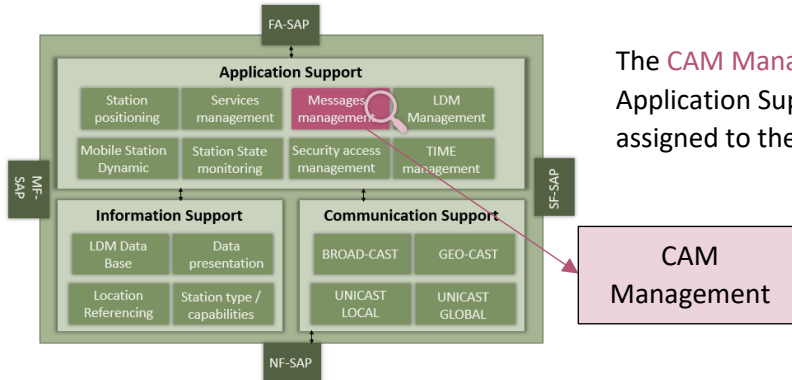 FA-SAP
Application Support
Station
positioning
Services
management
Messages
management
LDM
Management
Mobile Station
Dynamic
Station State
monitoring
Security access
management
TIME
management
MF-
SAP
SF-SAP
Information Support
LDM Data
Base
Data
presentation
Location
Referencing
Station type /
capabilities
Communication Support
BROAD-CAST
GEO-CAST
UNICAST
LOCAL
UNICAST
GLOBAL
NF-SAP
The CAM
Application
assigned to the
CAM
Management